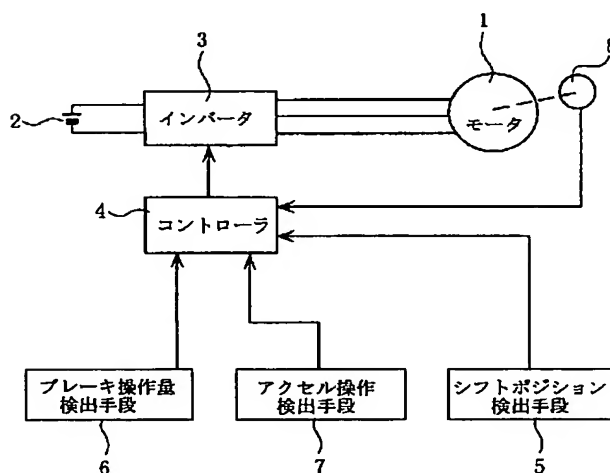 3
1
8
2
インバータ
モータ
4
コントローラ
ブレーキ操作量
検出手段
アクセル操作
検出手段
シフトポジション
検出手段
6
7
5